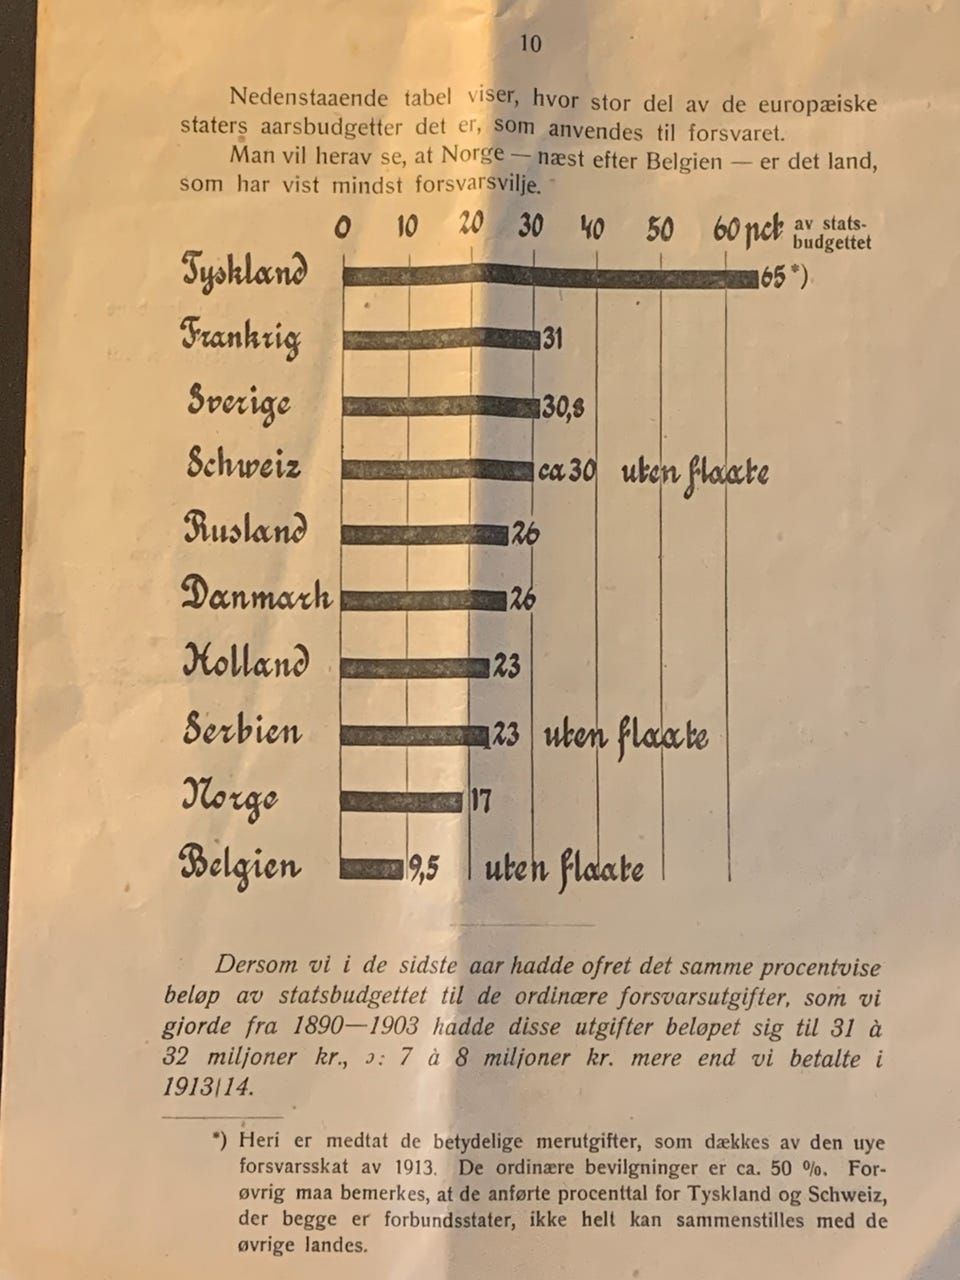 10
Nedenstaaende tabel viser, hvor stor del av de europæiske
staters aarsbudgetter det er, som anvendes til forsvaret.
Man vil herav se, at Norge — næst efter Belgien — er det land,
som har vist mindst forsvarsvilje.
0 10 20 30 40 50 60 pct av stats-
budgettet
Tyskland 65 *)
Frankrig 31
Sverige 30,8
Schweiz ca 30 uten flaate
Rusland 26
Danmark 26
Holland 23
Serbien 23 uten flaate
Norge 17
Belgien 9,5 uten flaate
Dersom vi i de sidste aar hadde ofret det samme procentvise
beløp av statsbudgettet til de ordinære forsvarsutgifter, som vi
gjorde fra 1890—1903 hadde disse utgifter beløpet sig til 31 à
32 miljoner kr., ɔ: 7 à 8 miljoner kr. mere end vi betalte i
1913|14.
*) Heri er medtat de betydelige merutgifter, som dækkes av den uye
forsvarsskat av 1913. De ordinære bevilgninger er ca. 50 %. For-
øvrig maa bemerkes, at de anførte procenttal for Tyskland og Schweiz,
der begge er forbundsstater, ikke helt kan sammenstilles med de
øvrige landes.